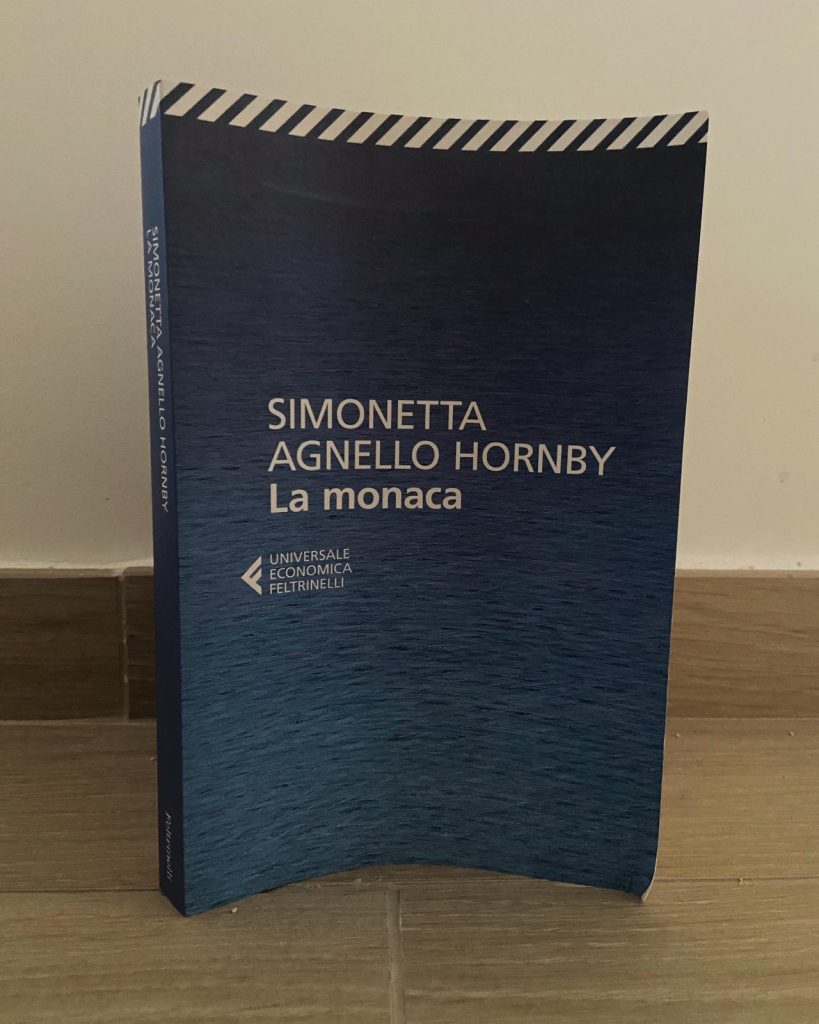 SIMONETTA AGNELLO HORNBY
LA MONACA
Feltrinelli
SIMONETTA
AGNELLO HORNBY
La monaca
UNIVERSALE
ECONOMICA
FELTRINELLI